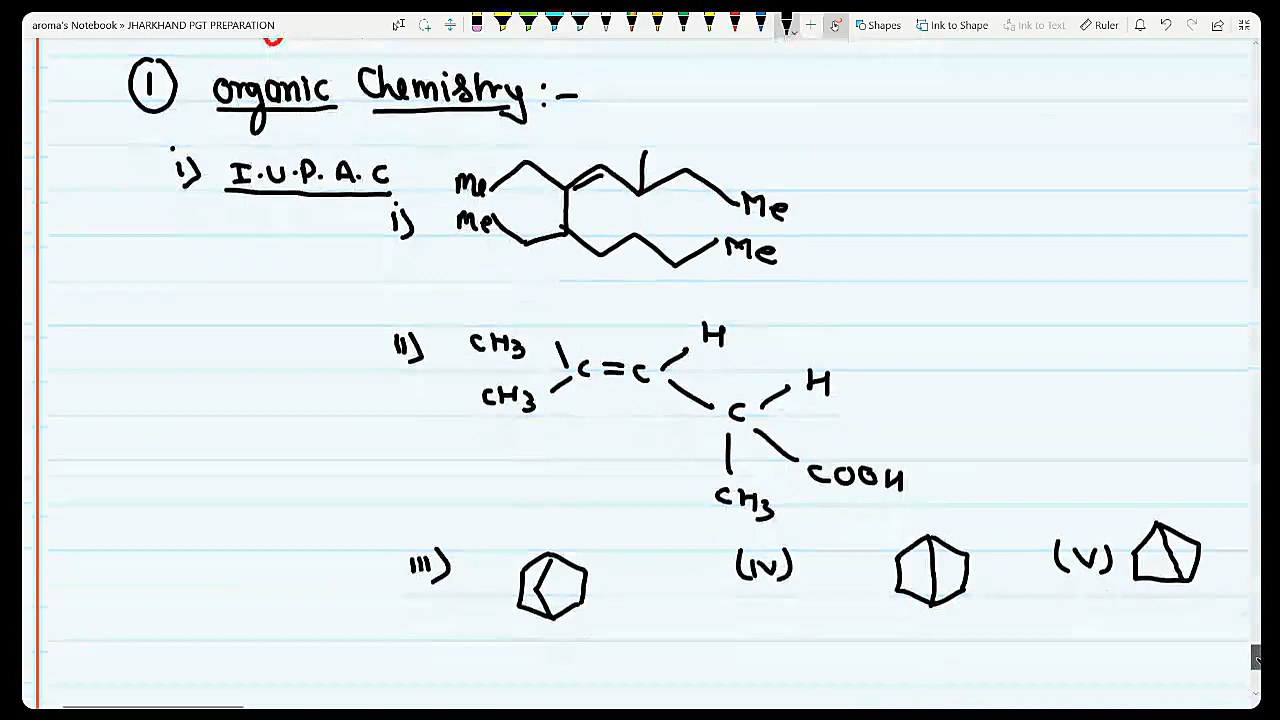 aroma's Notebook » JHARKHAND PGT PREPARATION Shapes Ink to Shape Ink to Text Ruler
① Organic Chemistry :-
i) I.U.P.A.C
i) Me Me
Me Me
ii) CH3 C=C H
CH3 C H
COOH
CH3
iii) (iv) (v)